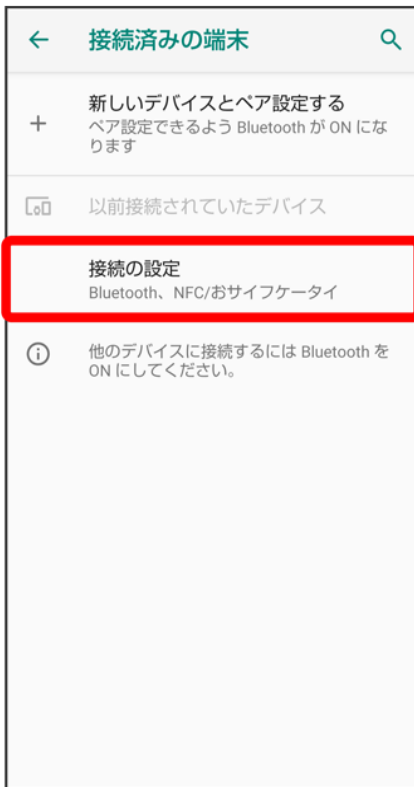 接続済みの端末
新しいデバイスとペア設定する
ペア設定できるよう Bluetooth が ON にな
ります
以前接続されていたデバイス
接続の設定
Bluetooth、NFC/おサイフケータイ
他のデバイスに接続するには Bluetooth を
ON にしてください。